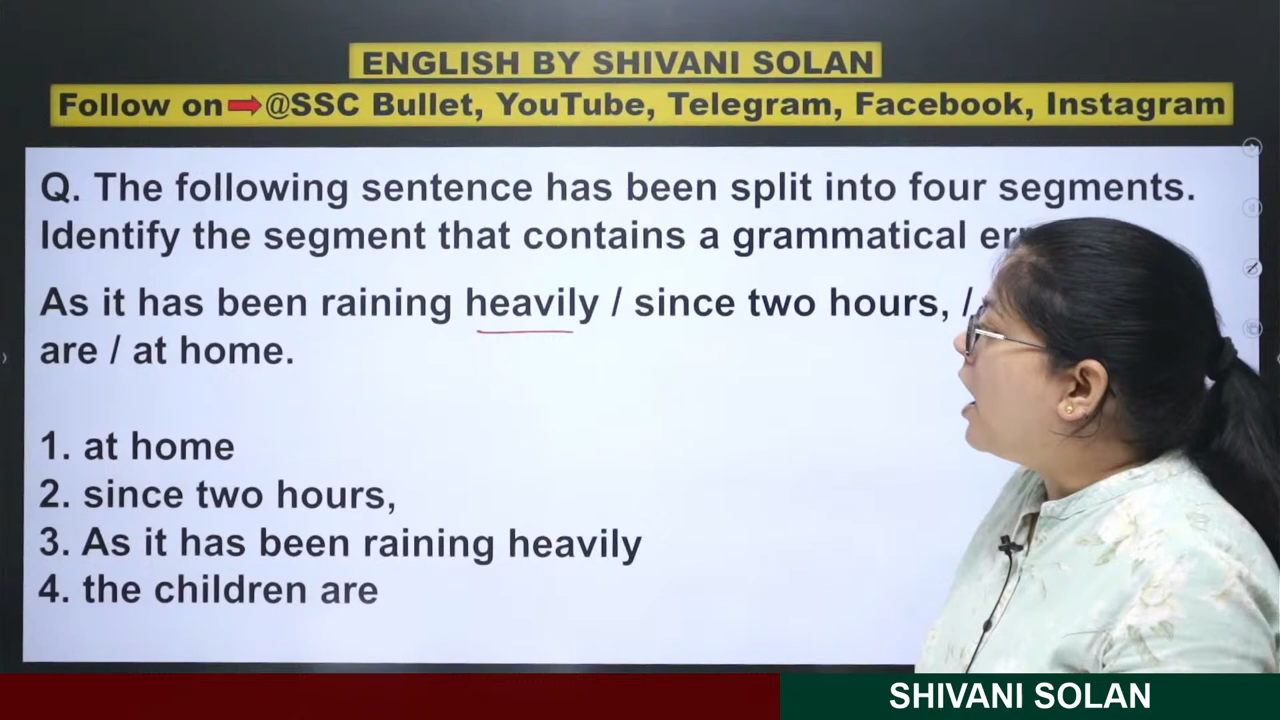 ENGLISH BY SHIVANI SOLAN
Follow on @SSC Bullet, YouTube, Telegram, Facebook, Instagram
Q. The following sentence has been split into four segments.
Identify the segment that contains a grammatical
As it has been raining heavily / since two hours, /
are / at home.
1. at home
2. since two hours,
3. As it has been raining heavily
4. the children are
SHIVANI SOLAN